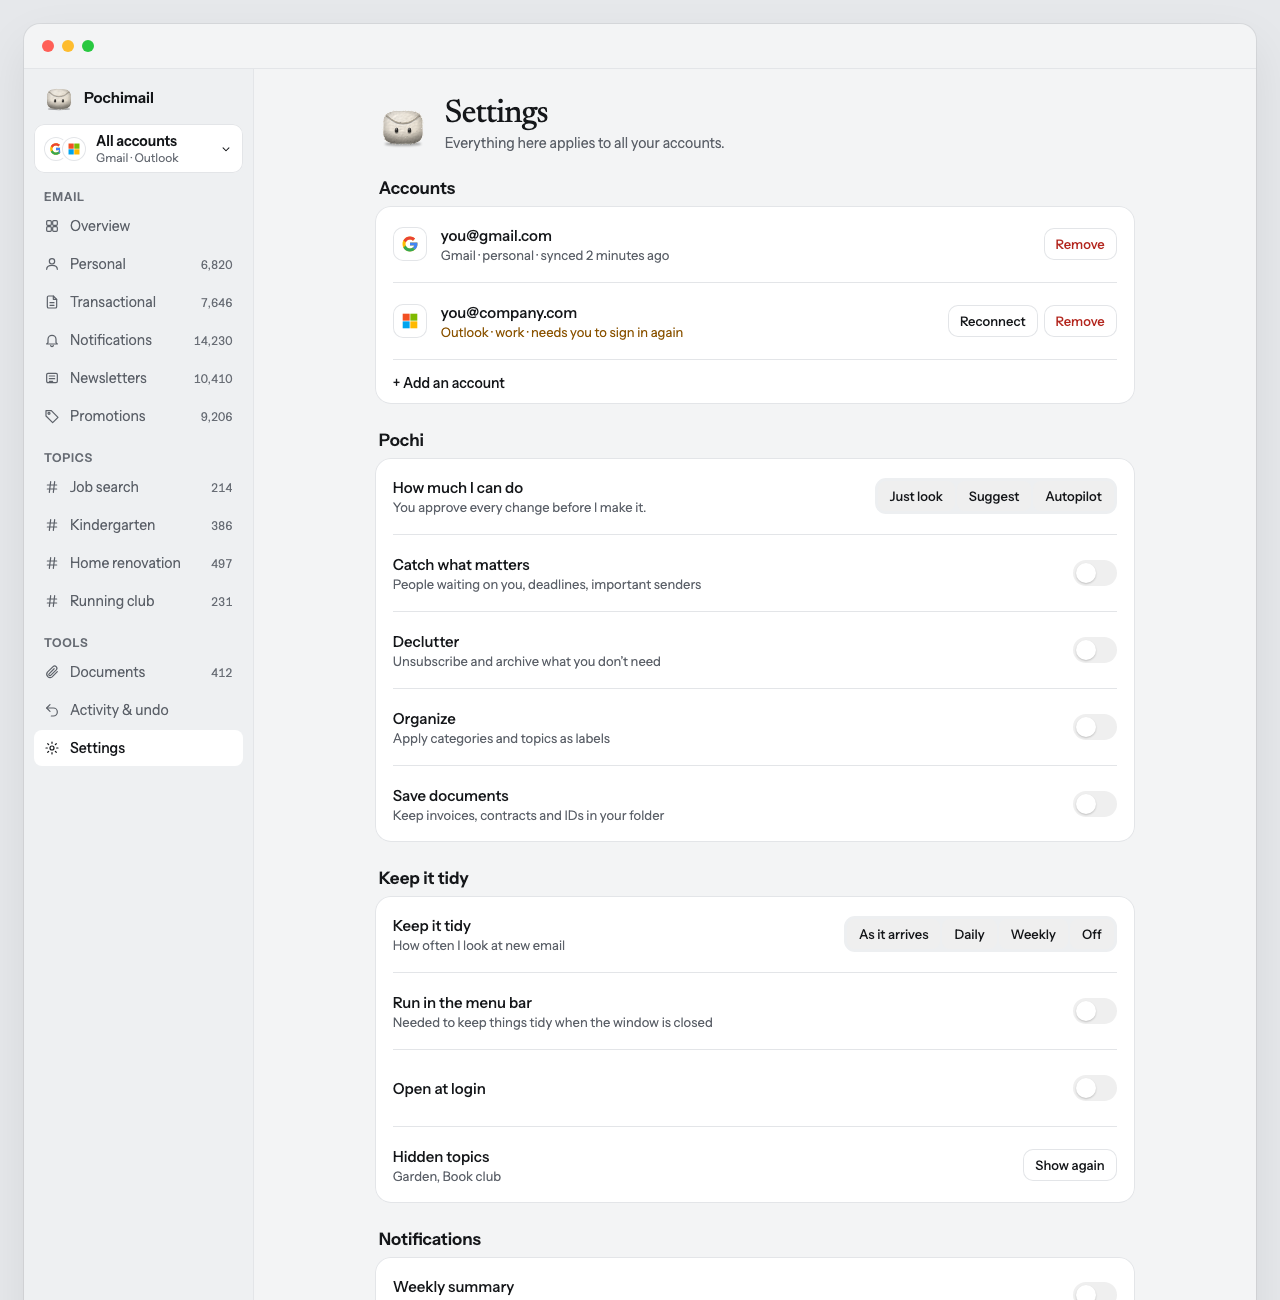 Pochimail
All accounts
Gmail · Outlook
EMAIL
Overview
Personal 6,820
Transactional 7,646
Notifications 14,230
Newsletters 10,410
Promotions 9,206
TOPICS
# Job search 214
# Kindergarten 386
# Home renovation 497
# Running club 231
TOOLS
Documents 412
Activity & undo
Settings
Settings
Everything here applies to all your accounts.
Accounts
you@gmail.com
Gmail · personal · synced 2 minutes ago
Remove
you@company.com
Outlook · work · needs you to sign in again
Reconnect Remove
+ Add an account
Pochi
How much I can do
You approve every change before I make it.
Just look Suggest Autopilot
Catch what matters
People waiting on you, deadlines, important senders
Declutter
Unsubscribe and archive what you don't need
Organize
Apply categories and topics as labels
Save documents
Keep invoices, contracts and IDs in your folder
Keep it tidy
Keep it tidy
How often I look at new email
As it arrives Daily Weekly Off
Run in the menu bar
Needed to keep things tidy when the window is closed
Open at login
Hidden topics
Garden, Book club
Show again
Notifications
Weekly summary